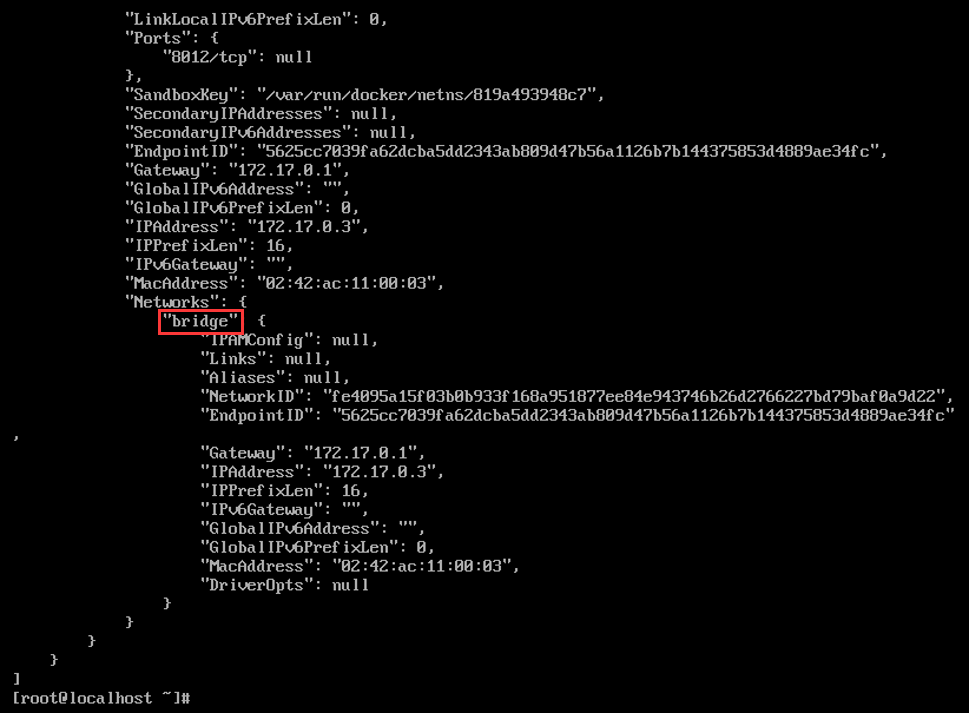 "LinkLocalIPv6PrefixLen": 0,
"Ports": {
"8012/tcp": null
},
"SandboxKey": "/var/run/docker/netns/819a493948c7",
"SecondaryIPAddresses": null,
"SecondaryIPv6Addresses": null,
"EndpointID": "5625cc7039fa62dcba5dd2343ab809d47b56a1126b7b144375853d4889ae34fc",
"Gateway": "172.17.0.1",
"GlobalIPv6Address": "",
"GlobalIPv6PrefixLen": 0,
"IPAddress": "172.17.0.3",
"IPPrefixLen": 16,
"IPv6Gateway": "",
"MacAddress": "02:42:ac:11:00:03",
"Networks": {
"bridge" {
"IPAMConfig": null,
"Links": null,
"Aliases": null,
"NetworkID": "fe4095a15f03b0b933f168a951877ee84e943746b26d2766227bd79baf0a9d22",
"EndpointID": "5625cc7039fa62dcba5dd2343ab809d47b56a1126b7b144375853d4889ae34fc"
,
"Gateway": "172.17.0.1",
"IPAddress": "172.17.0.3",
"IPPrefixLen": 16,
"IPv6Gateway": "",
"GlobalIPv6Address": "",
"GlobalIPv6PrefixLen": 0,
"MacAddress": "02:42:ac:11:00:03",
"DriverOpts": null
}
}
}
}
]
[root@localhost ~]#